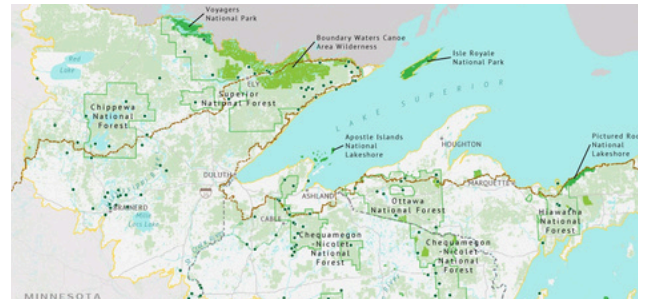 Voyagers
National Park
Boundary Waters Canoe
Area Wilderness
Isle Royale
National Park
Red
Lake
ELY
Superior
National Forest
Chippewa
National
Forest
LAKE SUPERIOR
Apostle Islands
National
Lakeshore
HOUGHTON
Pictured Roc
National
Lakeshore
DULUTH
ASHLAND
MARQUETTE
Ottawa
National Forest
Hiawatha
National
Forest
BRAINERD
Mille
Lacs Lake
CABLE
Chequamegon
-Nicolet
National
Forest
Chequamegon
-Nicolet
National
Forest
MINNESOTA